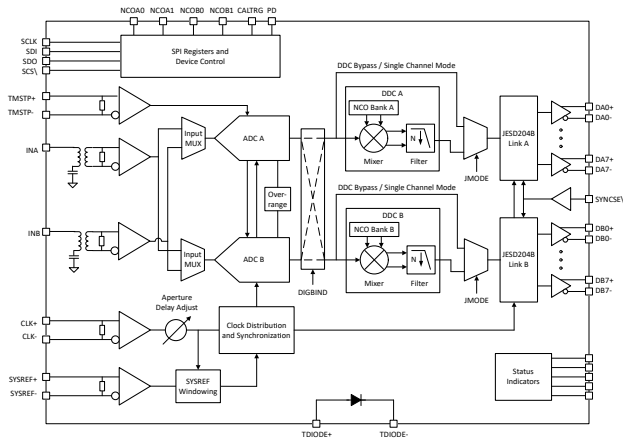 NCOA0 NCOA1 NCOB0 NCOB1 CALTRG PD
SCLK
SDI
SDO
SCS\
SPI Registers and
Device Control
TMSTP+
TMSTP-
INA
INB
Input
MUX
Input
MUX
ADC A
Over-
range
ADC B
DDC Bypass / Single Channel Mode
DDC A
NCO Bank A
N
Mixer
Filter
JMODE
DDC Bypass / Single Channel Mode
DDC B
NCO Bank B
N
Mixer
Filter
JMODE
DIGBIND
JESD204B
Link A
JESD204B
Link B
DA0+
DA0-
DA7+
DA7-
SYNCSE\
DB0+
DB0-
DB7+
DB7-
Aperture
Delay Adjust
CLK+
CLK-
Clock Distribution
and Synchronization
SYSREF+
SYSREF-
SYSREF
Windowing
Status
Indicators
TDIODE+
TDIODE-